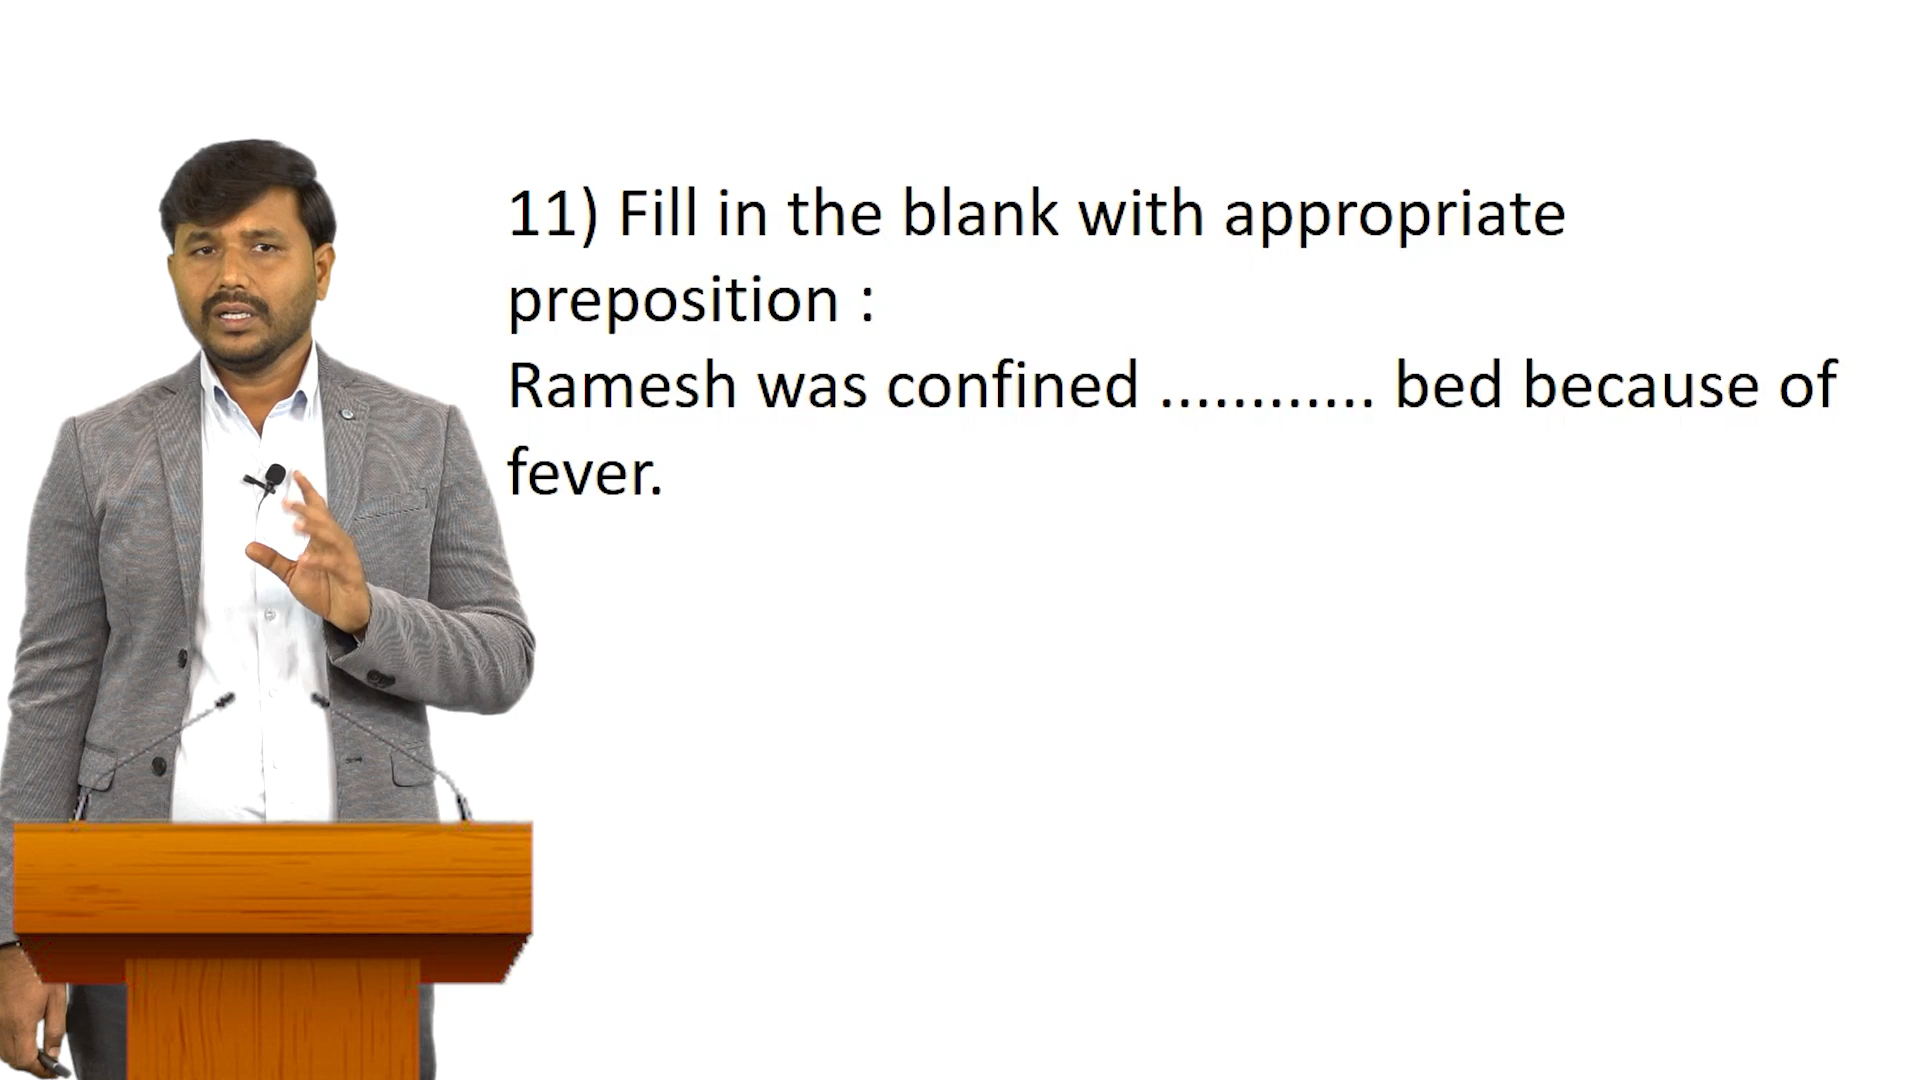 11) Fill in the blank with appropriate
preposition :
Ramesh was confined ............ bed because of
fever.